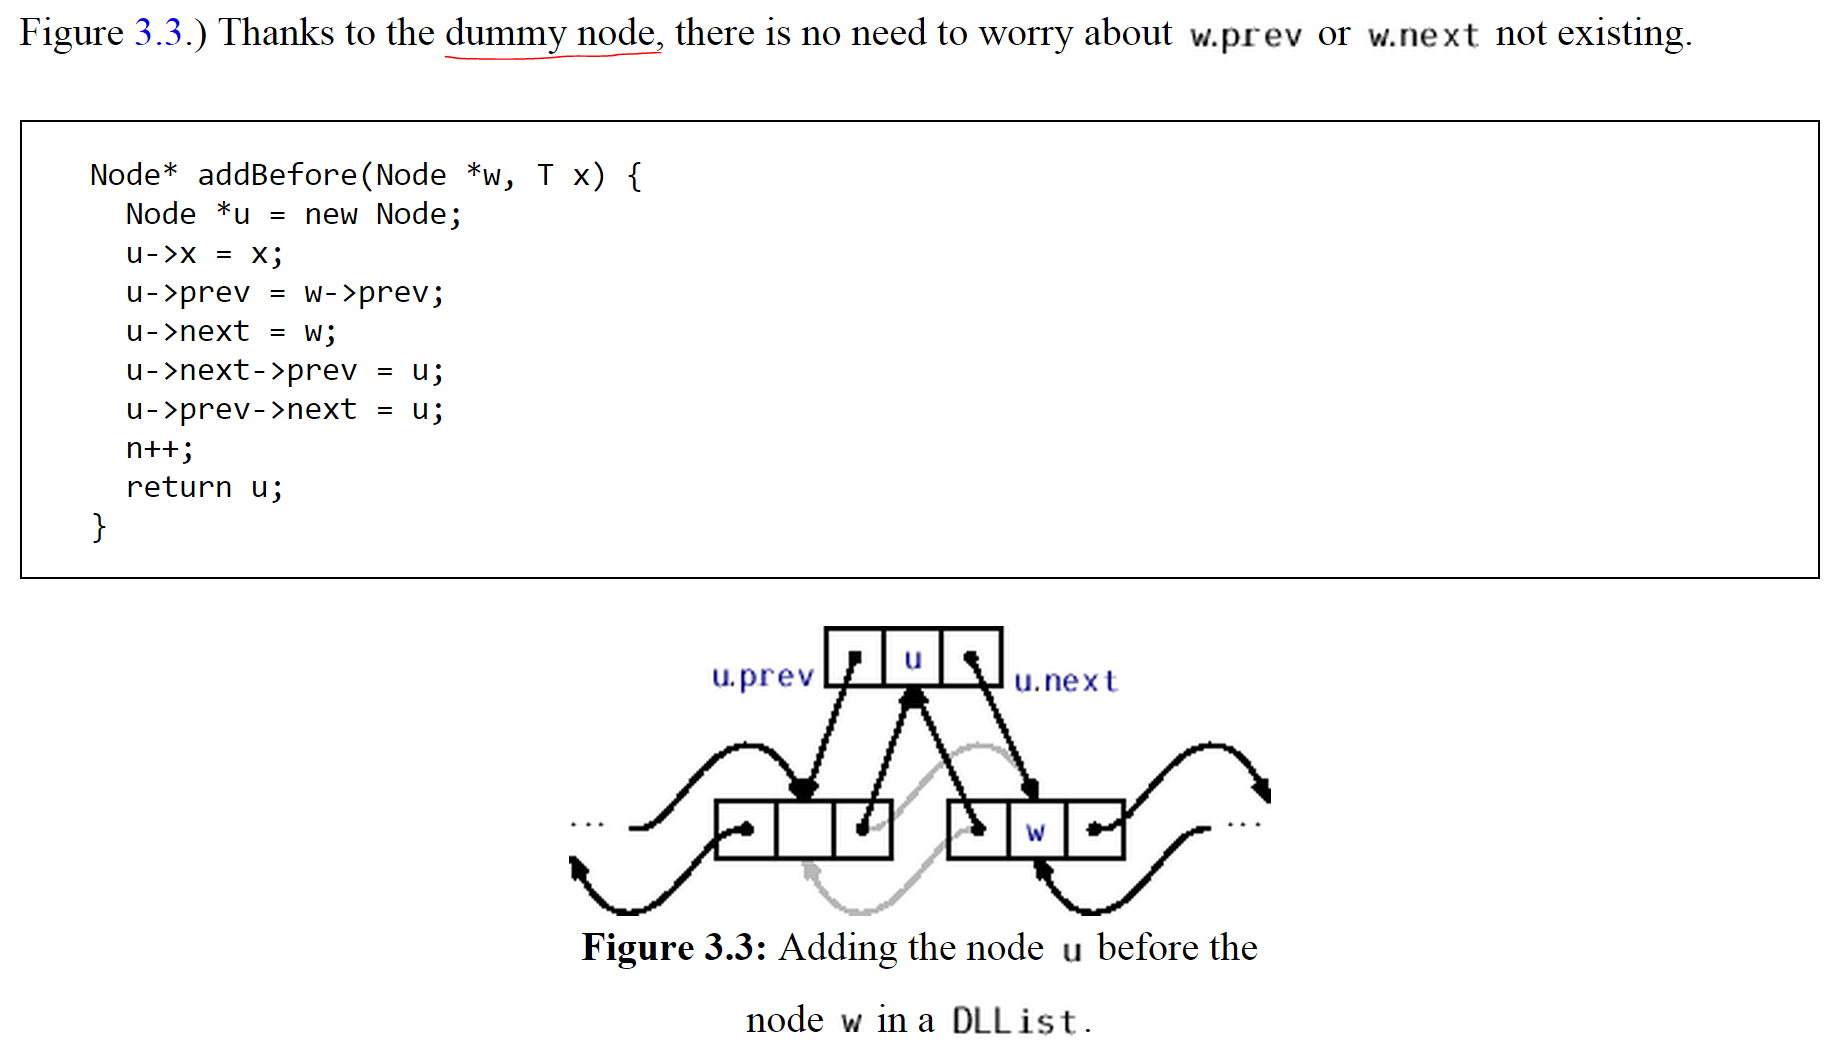 Figure 3.3.) Thanks to the dummy node, there is no need to worry about w.prev or w.next not existing.
Node* addBefore(Node *w, T x) {
  Node *u = new Node;
  u->x = x;
  u->prev = w->prev;
  u->next = w;
  u->next->prev = u;
  u->prev->next = u;
  n++;
  return u;
}
u
u.prev
u.next
...
w
...
Figure 3.3: Adding the node u before the
node w in a DLList.